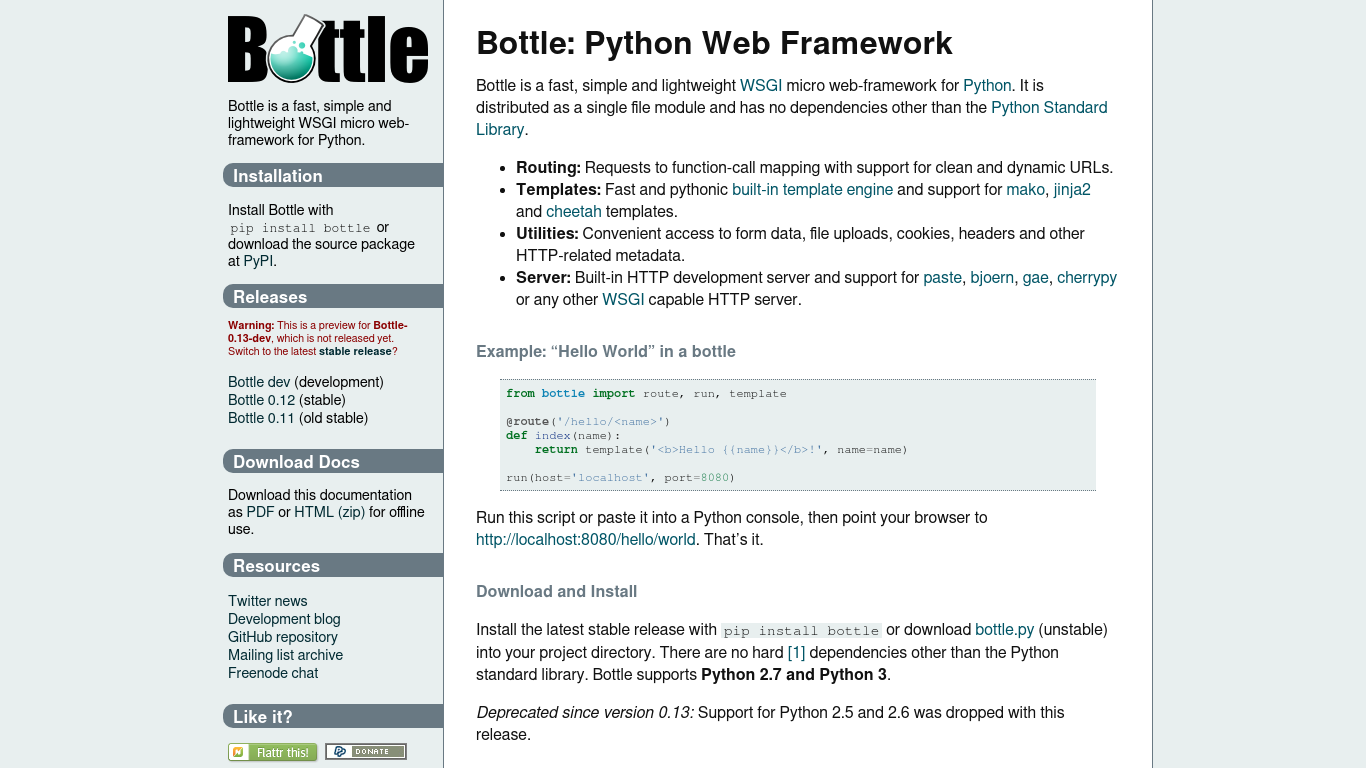 Bottle
Bottle is a fast, simple and
lightweight WSGI micro web-
framework for Python.
Installation
Install Bottle with
pip install bottle or
download the source package
at PyPI.
Releases
Warning: This is a preview for Bottle-
0.13-dev, which is not released yet.
Switch to the latest stable release?
Bottle dev (development)
Bottle 0.12 (stable)
Bottle 0.11 (old stable)
Download Docs
Download this documentation
as PDF or HTML (zip) for offline
use.
Resources
Twitter news
Development blog
GitHub repository
Mailing list archive
Freenode chat
Like it?
Flattr this! DONATE
Bottle: Python Web Framework
Bottle is a fast, simple and lightweight WSGI micro web-framework for Python. It is
distributed as a single file module and has no dependencies other than the Python Standard
Library.
• Routing: Requests to function-call mapping with support for clean and dynamic URLs.
• Templates: Fast and pythonic built-in template engine and support for mako, jinja2
and cheetah templates.
• Utilities: Convenient access to form data, file uploads, cookies, headers and other
HTTP-related metadata.
• Server: Built-in HTTP development server and support for paste, bjoern, gae, cherrypy
or any other WSGI capable HTTP server.
Example: “Hello World” in a bottle
from bottle import route, run, template
@route('/hello/<name>')
def index(name):
    return template('<b>Hello {{name}}</b>!', name=name)
run(host='localhost', port=8080)
Run this script or paste it into a Python console, then point your browser to
http://localhost:8080/hello/world. That’s it.
Download and Install
Install the latest stable release with pip install bottle or download bottle.py (unstable)
into your project directory. There are no hard [1] dependencies other than the Python
standard library. Bottle supports Python 2.7 and Python 3.
Deprecated since version 0.13: Support for Python 2.5 and 2.6 was dropped with this
release.